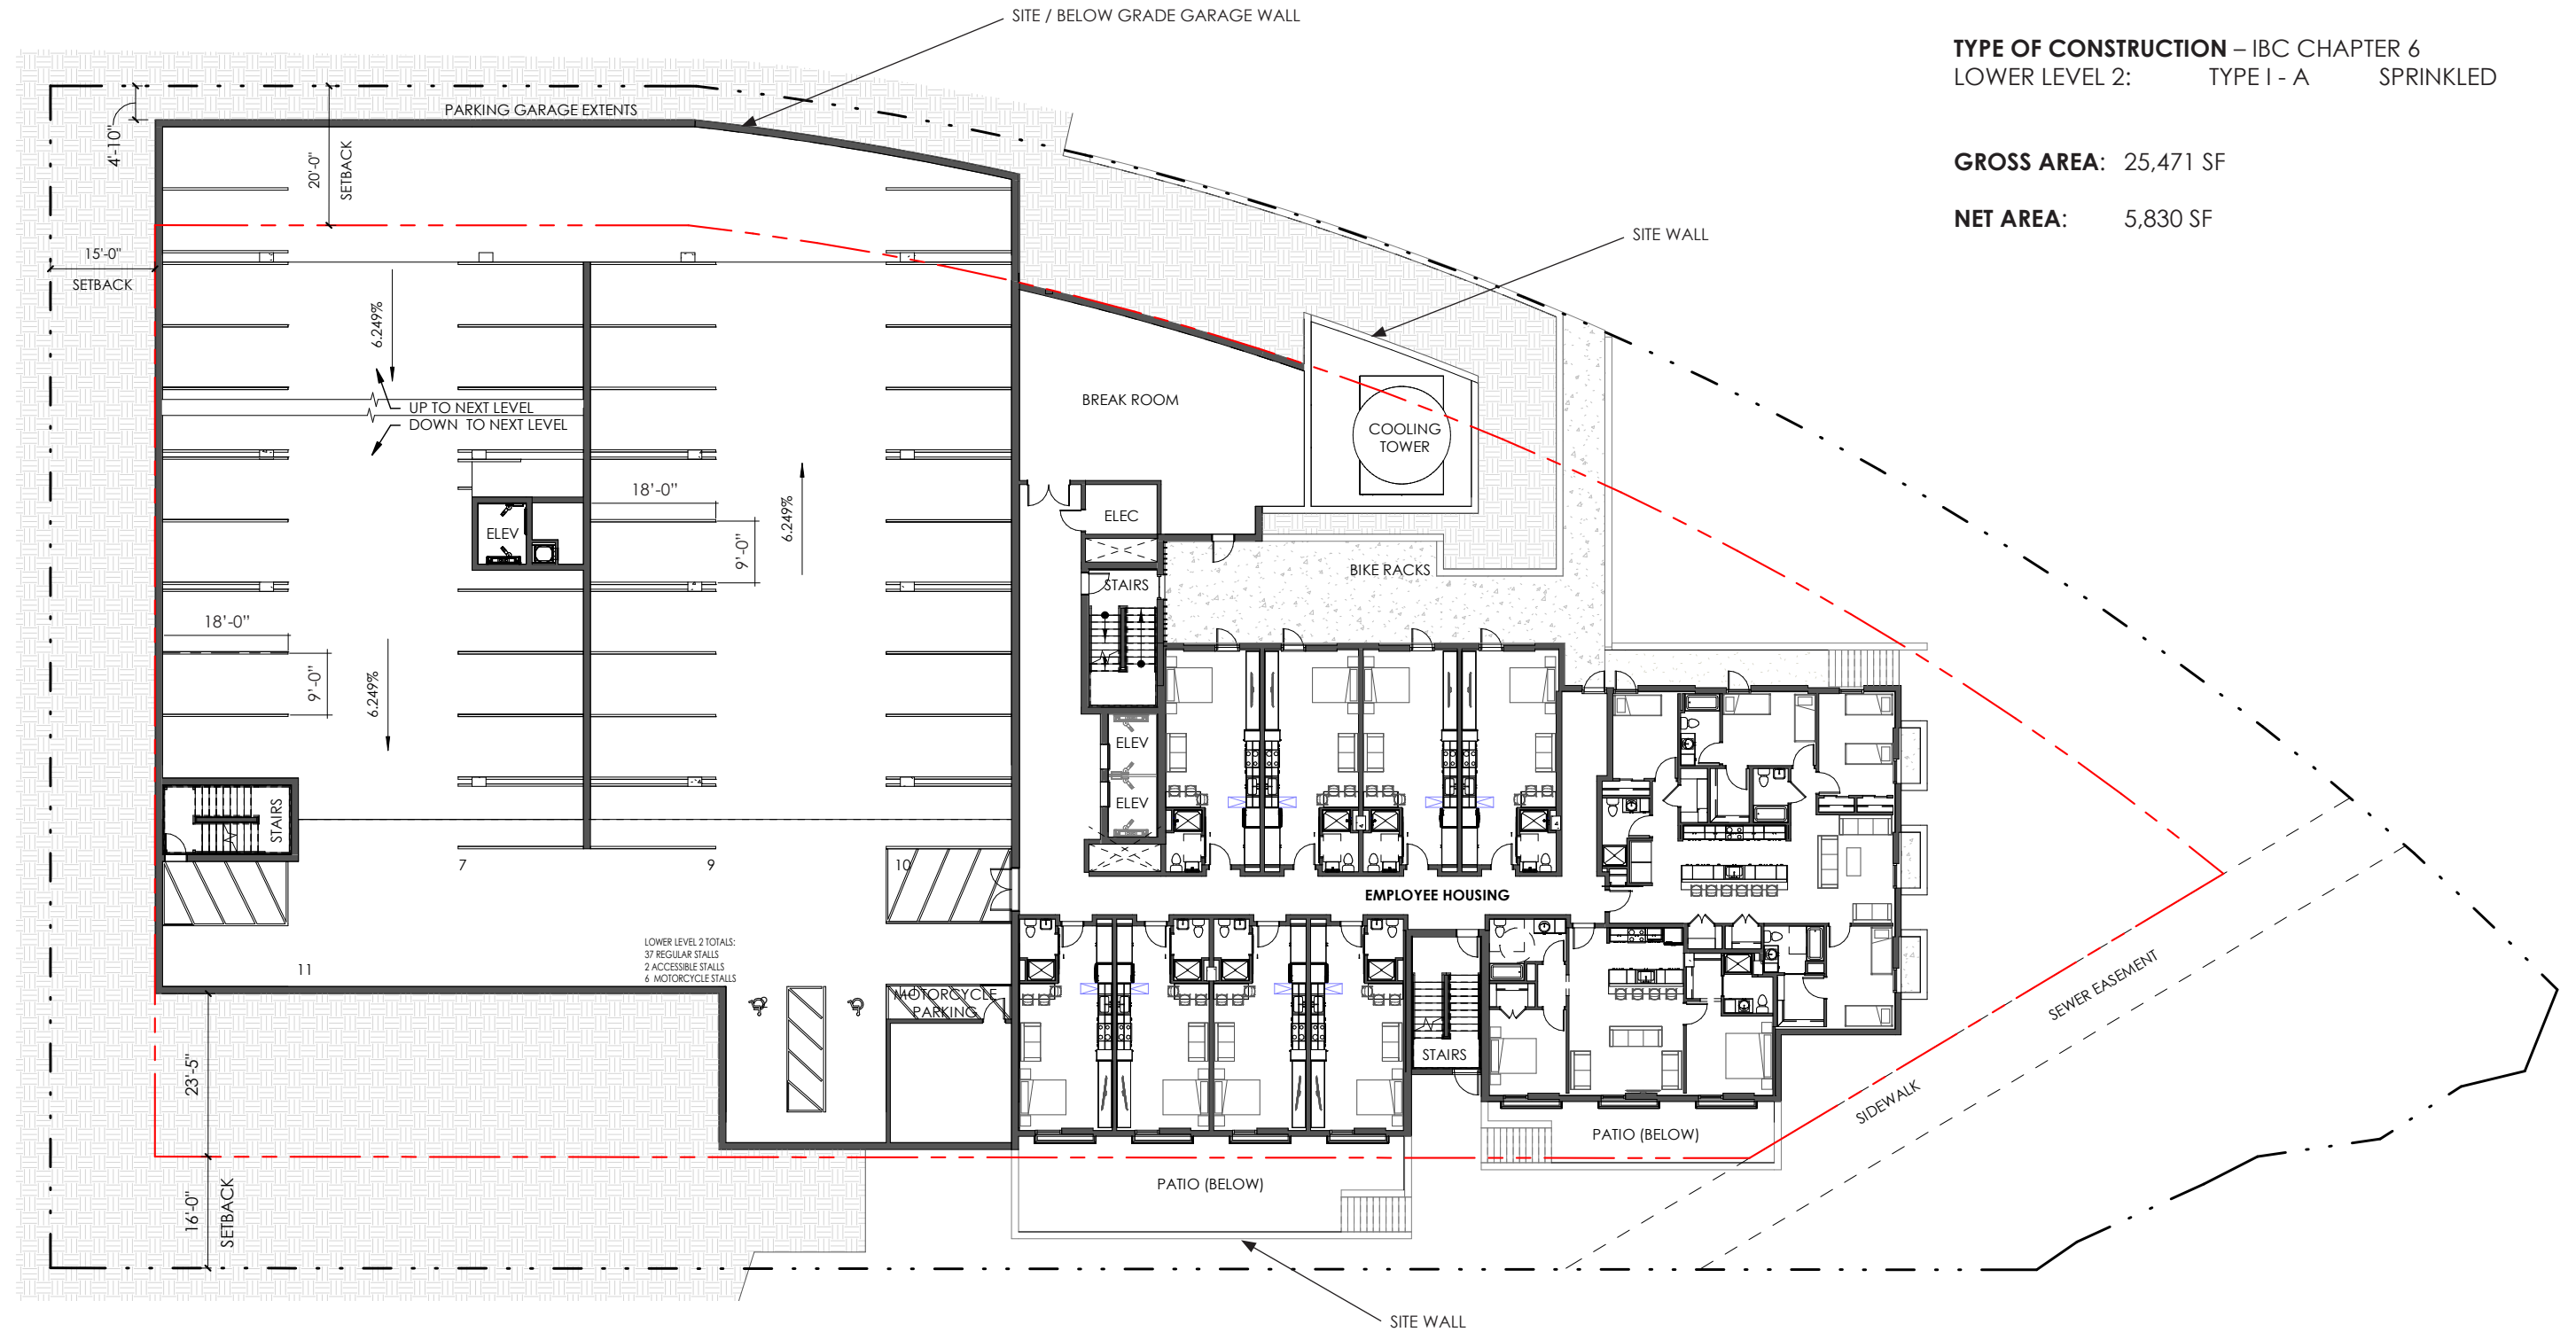 SITE / BELOW GRADE GARAGE WALL
TYPE OF CONSTRUCTION – IBC CHAPTER 6
LOWER LEVEL 2: TYPE I - A SPRINKLED
GROSS AREA: 25,471 SF
NET AREA: 5,830 SF
PARKING GARAGE EXTENTS
4'-10"
20'-0"
SETBACK
15'-0"
SETBACK
SITE WALL
6.249%
UP TO NEXT LEVEL
DOWN TO NEXT LEVEL
BREAK ROOM
COOLING
TOWER
18'-0"
ELEV
9'-0"
6.249%
ELEC
STAIRS
BIKE RACKS
18'-0"
9'-0"
6.249%
ELEV
ELEV
STAIRS
7
9
10
EMPLOYEE HOUSING
11
LOWER LEVEL 2 TOTALS:
37 REGULAR STALLS
2 ACCESSIBLE STALLS
6 MOTORCYCLE STALLS
MOTORCYCLE
PARKING
STAIRS
SEWER EASEMENT
SIDEWALK
23'-5"
PATIO (BELOW)
PATIO (BELOW)
16'-0"
SETBACK
SITE WALL